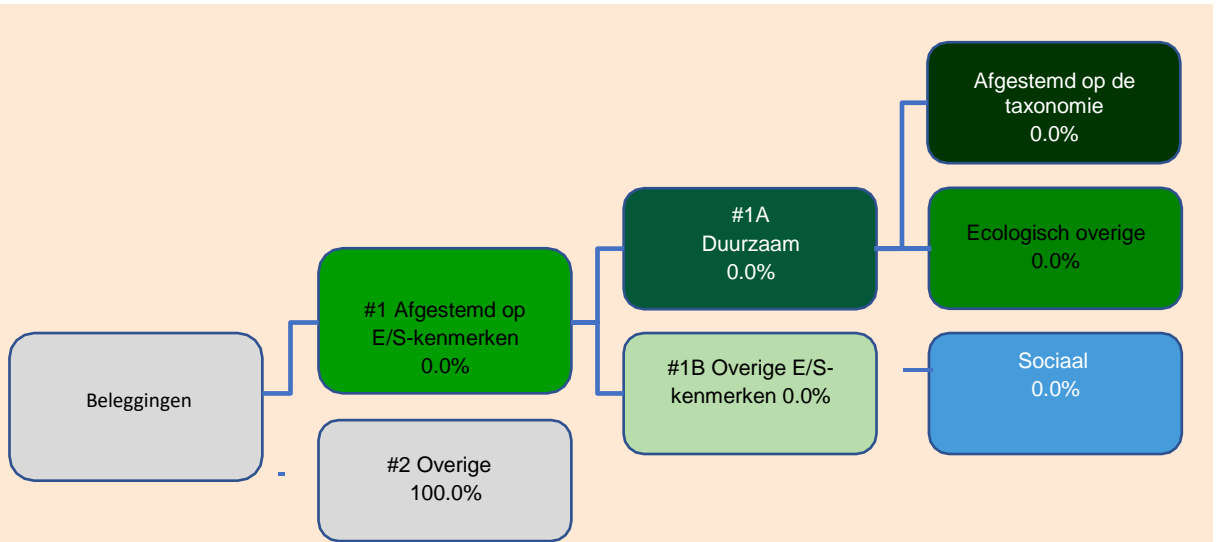 Beleggingen
#1 Afgestemd op
E/S-kenmerken
0.0%
#2 Overige
100.0%
#1A
Duurzaam
0.0%
#1B Overige E/S-
kenmerken 0.0%
Afgestemd op de
taxonomie
0.0%
Ecologisch overige
0.0%
Sociaal
0.0%